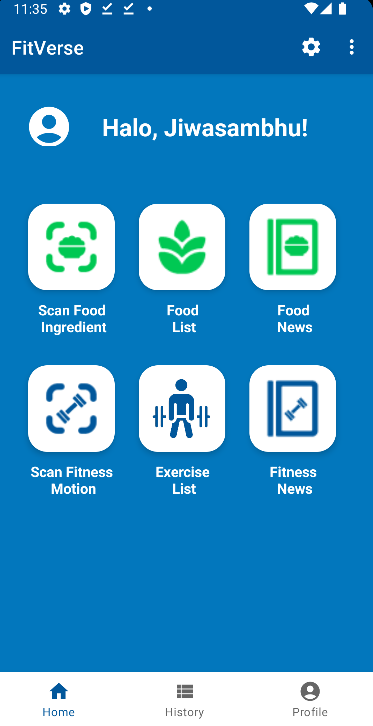 11:35
FitVerse
Halo, Jiwasambhu!
Scan Food
Ingredient
Food
List
Food
News
Scan Fitness
Motion
Exercise
List
Fitness
News
Home
History
Profile